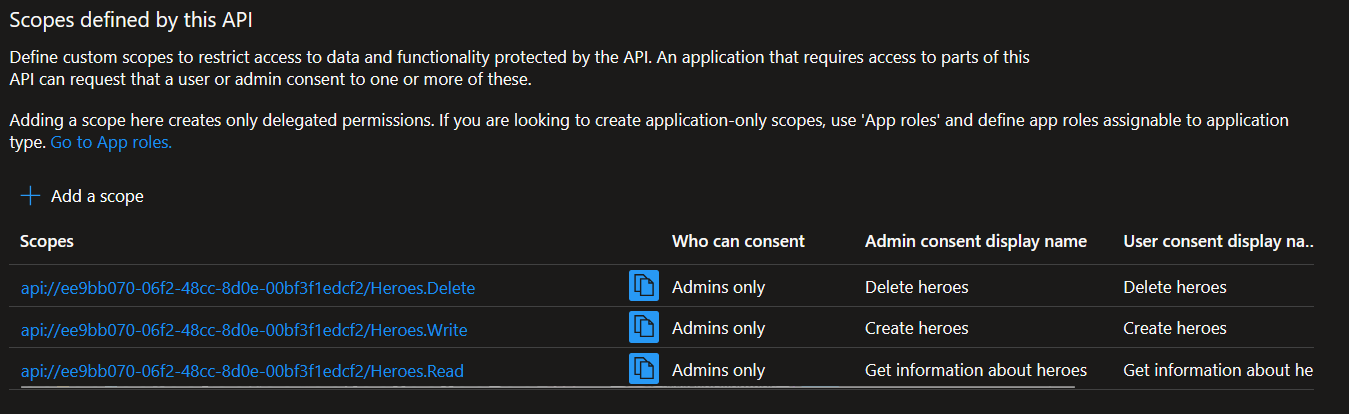 Scopes defined by this API
Define custom scopes to restrict access to data and functionality protected by the API. An application that requires access to parts of this
API can request that a user or admin consent to one or more of these.
Adding a scope here creates only delegated permissions. If you are looking to create application-only scopes, use 'App roles' and define app roles assignable to application
type. Go to App roles.
Add a scope
Scopes Who can consent Admin consent display name User consent display na..
api://ee9bb070-06f2-48cc-8d0e-00bf3f1edcf2/Heroes.Delete Admins only Delete heroes Delete heroes
api://ee9bb070-06f2-48cc-8d0e-00bf3f1edcf2/Heroes.Write Admins only Create heroes Create heroes
api://ee9bb070-06f2-48cc-8d0e-00bf3f1edcf2/Heroes.Read Admins only Get information about heroes Get information about he